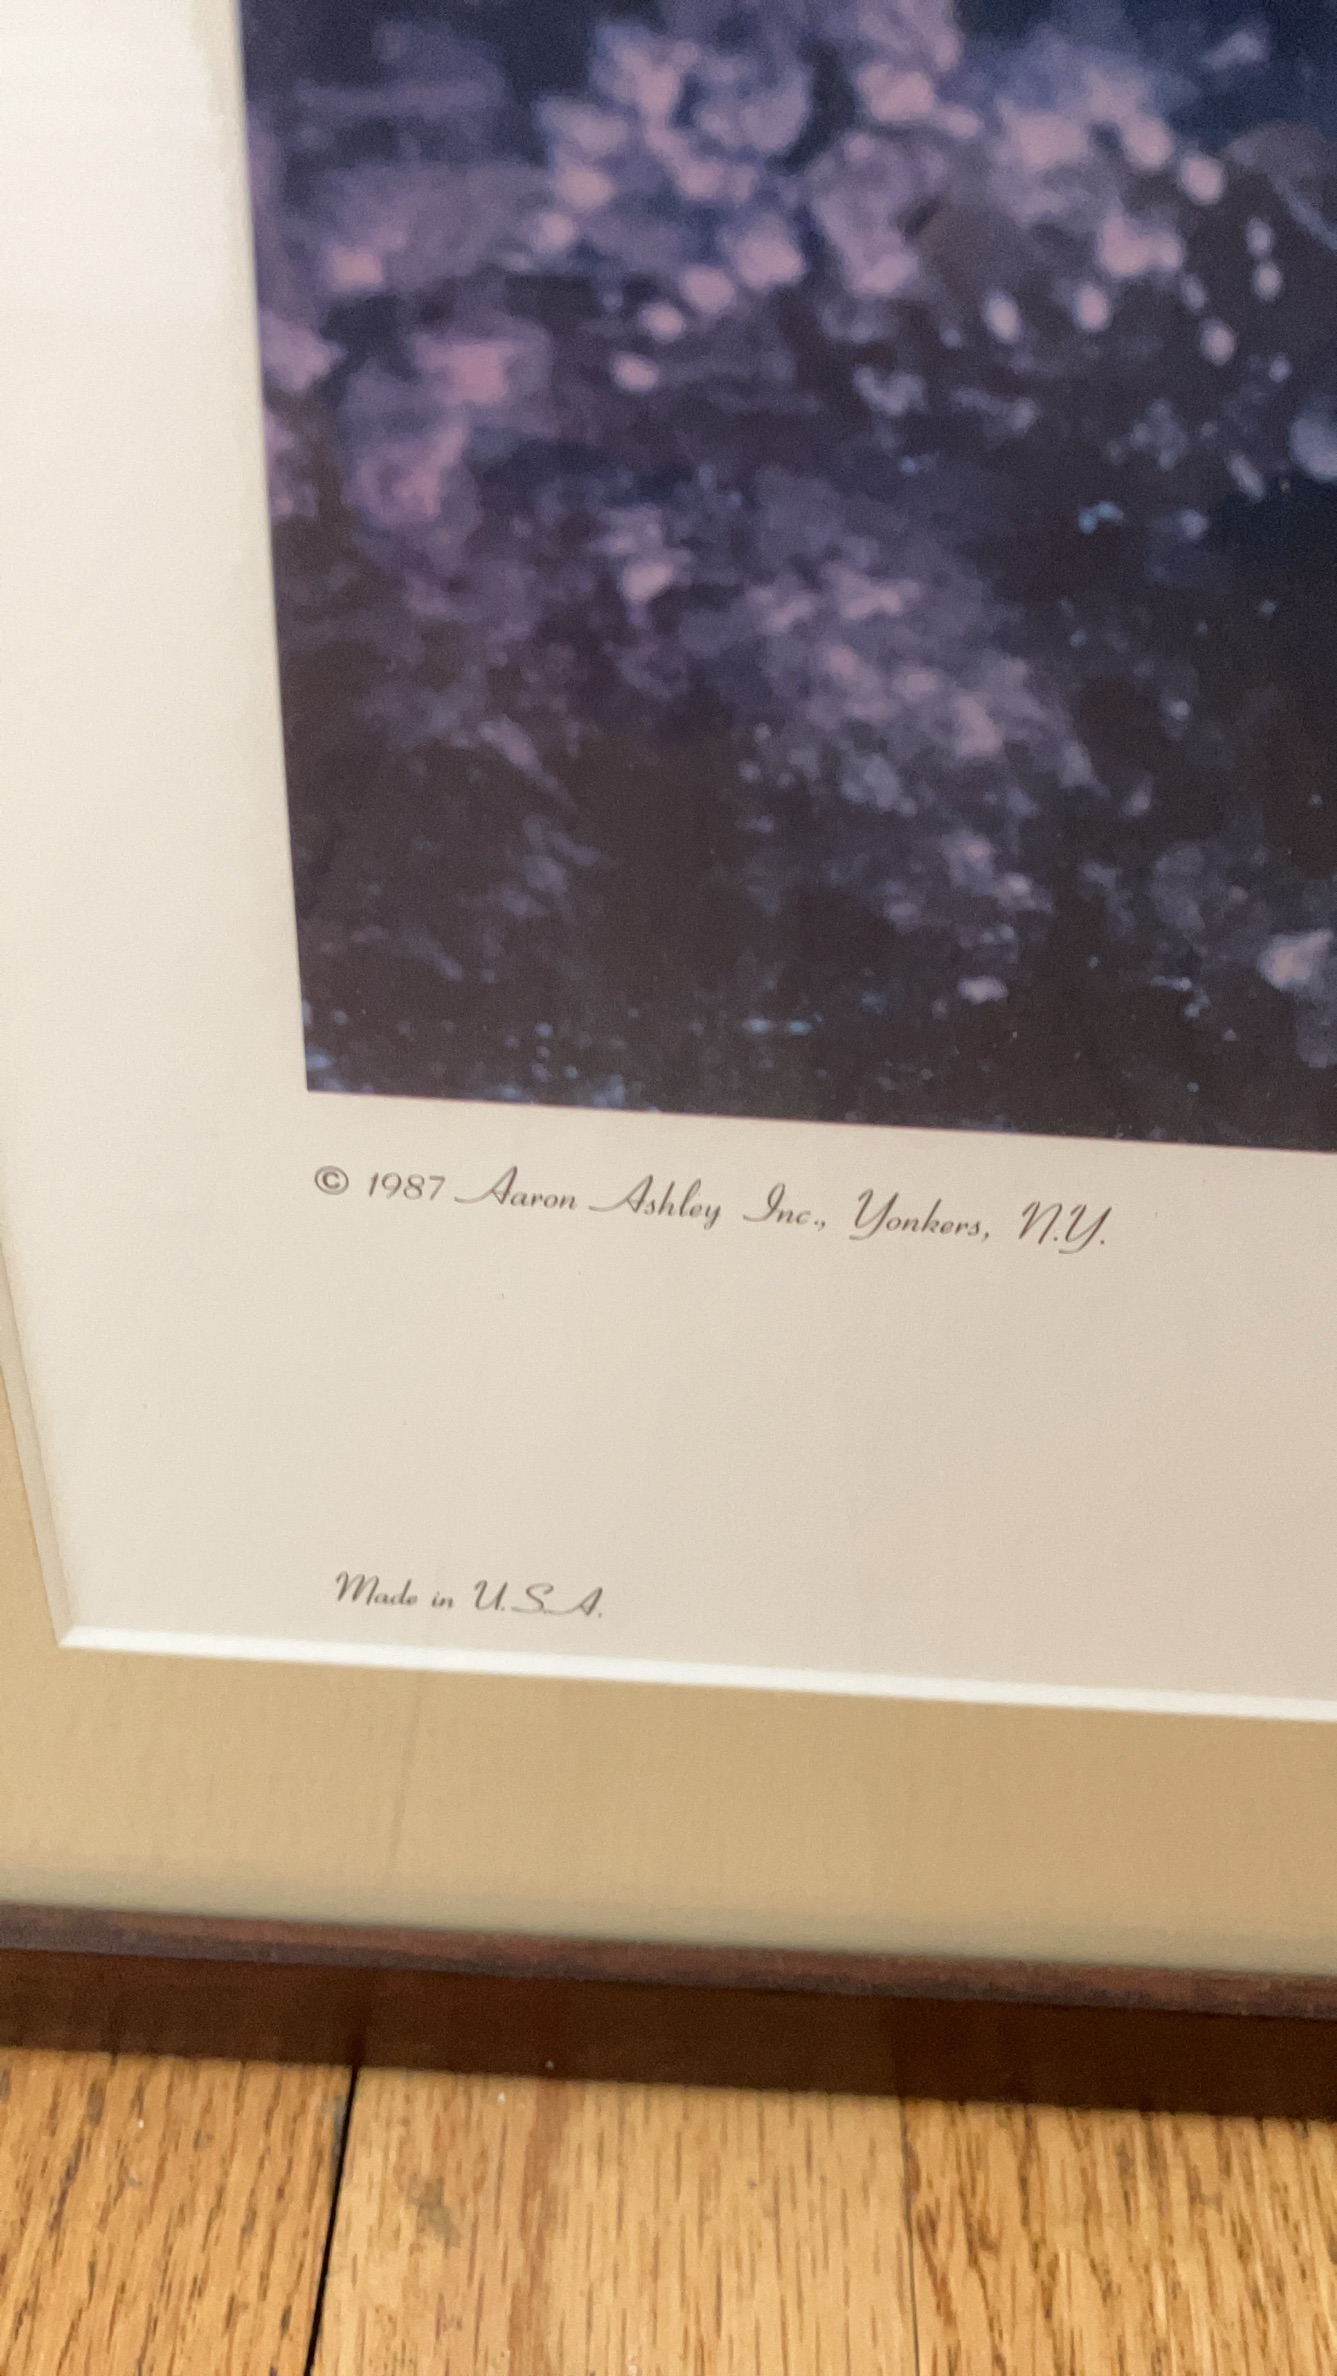 © 1987 Aaron Ashley Inc., Yonkers, N.Y.
Made in U.S.A.